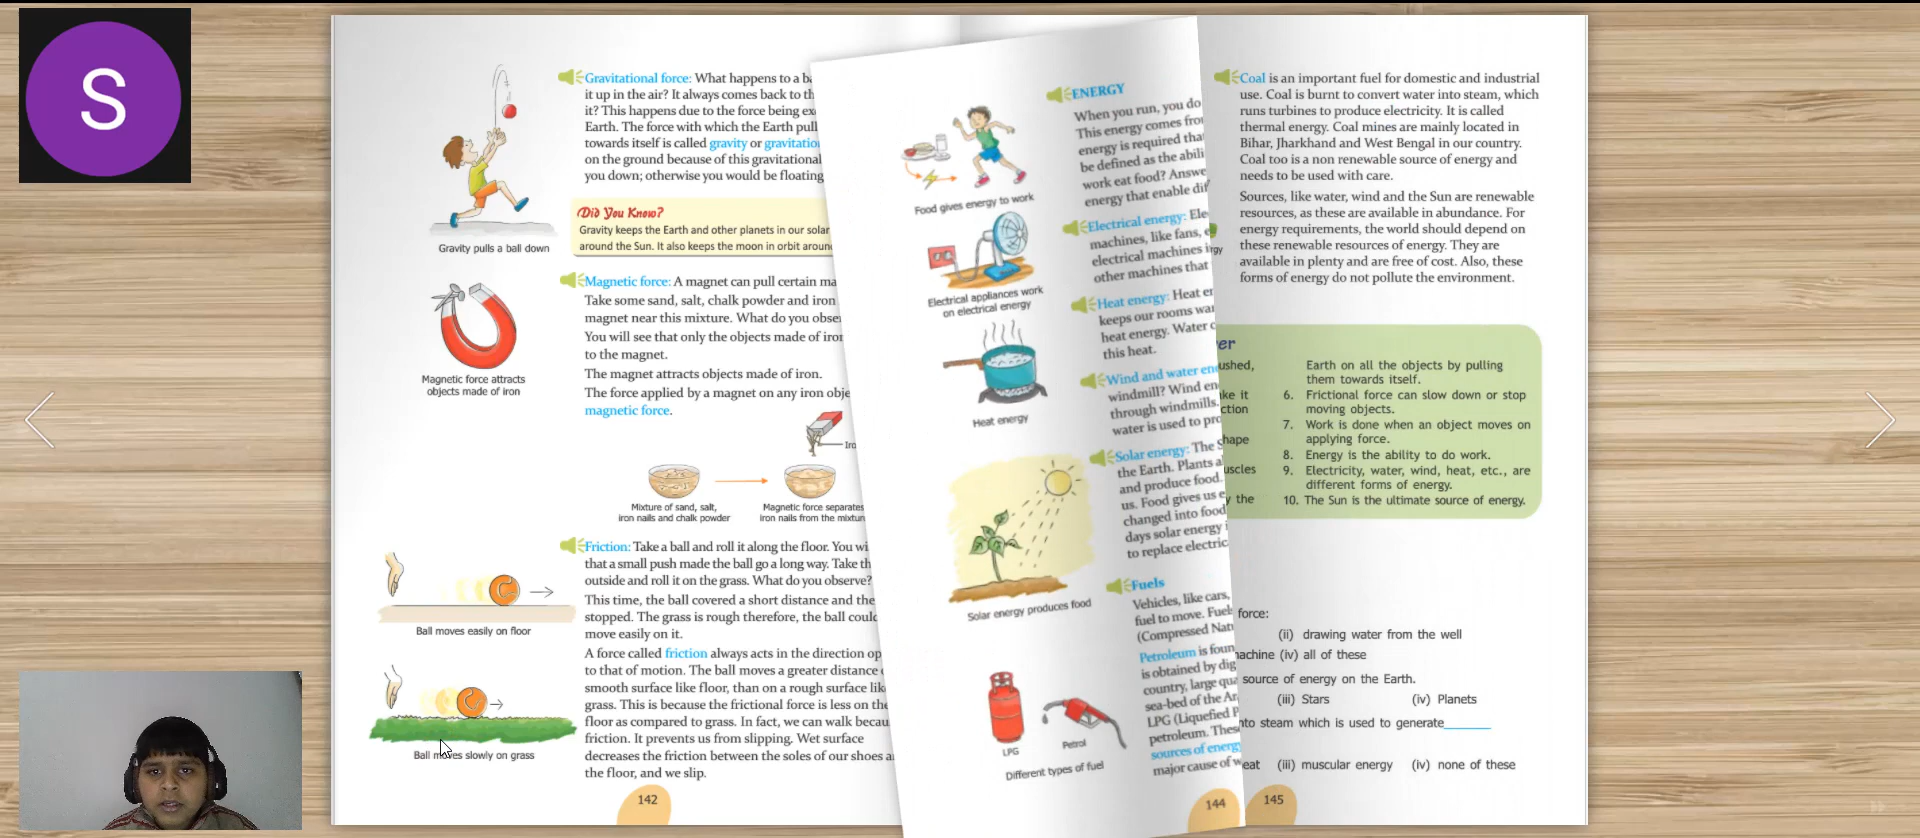 S
Gravitational force: What happens to a ba
it up in the air? It always comes back to th
it? This happens due to the force being ex
Earth. The force with which the Earth pull
towards itself is called gravity or gravitatio
on the ground because of this gravitational
you down; otherwise you would be floating
Gravity pulls a ball down
Did You Know?
Gravity keeps the Earth and other planets in our solar
around the Sun. It also keeps the moon in orbit aroun
Magnetic force: A magnet can pull certain ma
Take some sand, salt, chalk powder and iron
magnet near this mixture. What do you obse
You will see that only the objects made of iron
to the magnet.
The magnet attracts objects made of iron.
The force applied by a magnet on any iron obje
magnetic force.
Magnetic force attracts
objects made of iron
Iro
Mixture of sand, salt,
iron nails and chalk powder
Magnetic force separates
iron nails from the mixtur
Friction: Take a ball and roll it along the floor. You wi
that a small push made the ball go a long way. Take th
outside and roll it on the grass. What do you observe?
This time, the ball covered a short distance and the
stopped. The grass is rough therefore, the ball could
move easily on it.
A force called friction always acts in the direction op
to that of motion. The ball moves a greater distance
smooth surface like floor, than on a rough surface lik
grass. This is because the frictional force is less on the
floor as compared to grass. In fact, we can walk becau
friction. It prevents us from slipping. Wet surface
decreases the friction between the soles of our shoes a
the floor, and we slip.
Ball moves easily on floor
Ball moves slowly on grass
142
ENERGY
When you run, you do
This energy comes fro
energy is required tha
be defined as the abili
work eat food? Answe
energy that enable dif
Food gives energy to work
Electrical energy: Ele
machines, like fans, e
electrical machines
other machines that
Electrical appliances work
on electrical energy
Heat energy: Heat en
keeps our rooms war
heat energy. Water c
this heat.
Heat energy
Wind and water ene
windmill? Wind en
through windmills.
water is used to pro
Solar energy: The S
the Earth. Plants a
and produce food.
us. Food gives us e
changed into food
days solar energy i
to replace electric
Solar energy produces food
Fuels
Vehicles, like cars,
fuel to move. Fuel
(Compressed Nat
Petroleum is foun
is obtained by dig
country, large qua
sea-bed of the Ar
LPG (Liquefied P
petroleum. Thes
sources of energy
major cause of w
LPG
Petrol
Different types of fuel
144
Coal is an important fuel for domestic and industrial
use. Coal is burnt to convert water into steam, which
runs turbines to produce electricity. It is called
thermal energy. Coal mines are mainly located in
Bihar, Jharkhand and West Bengal in our country.
Coal too is a non renewable source of energy and
needs to be used with care.
Sources, like water, wind and the Sun are renewable
resources, as these are available in abundance. For
energy requirements, the world should depend on
these renewable resources of energy. They are
available in plenty and are free of cost. Also, these
forms of energy do not pollute the environment.
rgy
er
ushed,
ke it
ction
hape
uscles
y the
Earth on all the objects by pulling
them towards itself.
6. Frictional force can slow down or stop
moving objects.
7. Work is done when an object moves on
applying force.
8. Energy is the ability to do work.
9. Electricity, water, wind, heat, etc., are
different forms of energy.
10. The Sun is the ultimate source of energy.
force:
(ii) drawing water from the well
achine (iv) all of these
source of energy on the Earth.
(iii) Stars (iv) Planets
nto steam which is used to generate______
eat (iii) muscular energy (iv) none of these
145